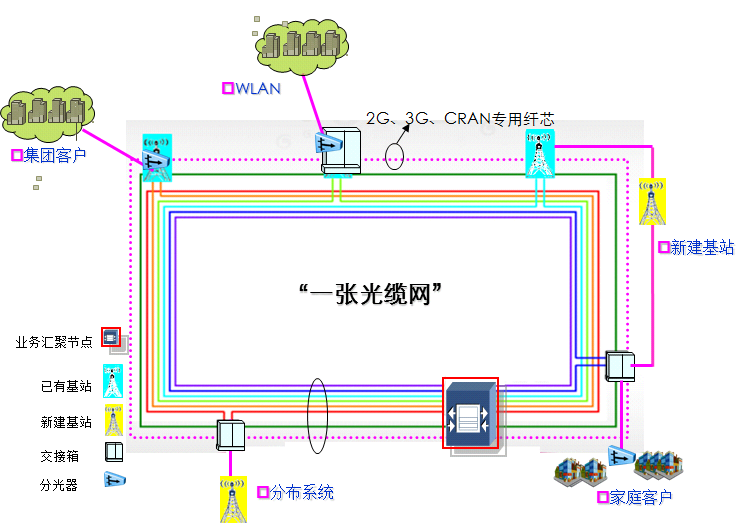 WLAN
2G、3G、CRAN专用纤芯
集团客户
新建基站
“一张光缆网”
业务汇聚节点
已有基站
新建基站
交接箱
分光器
分布系统
家庭客户